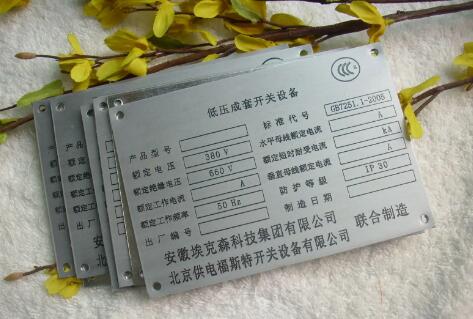 低压成套开关设备
产品型号 标准代号 GB7251.1-2005
额定电压 380 V 水平母线额定电流 A
额定绝缘电压 660 V 额定短时耐受电流 kA
额定工作电流 A 垂直母线额定电流 A
额定工作频率 50 Hz 防护等级 IP 30
出厂编号 制造日期
安徽埃克森科技集团有限公司 联合制造
北京供电福斯特开关设备有限公司